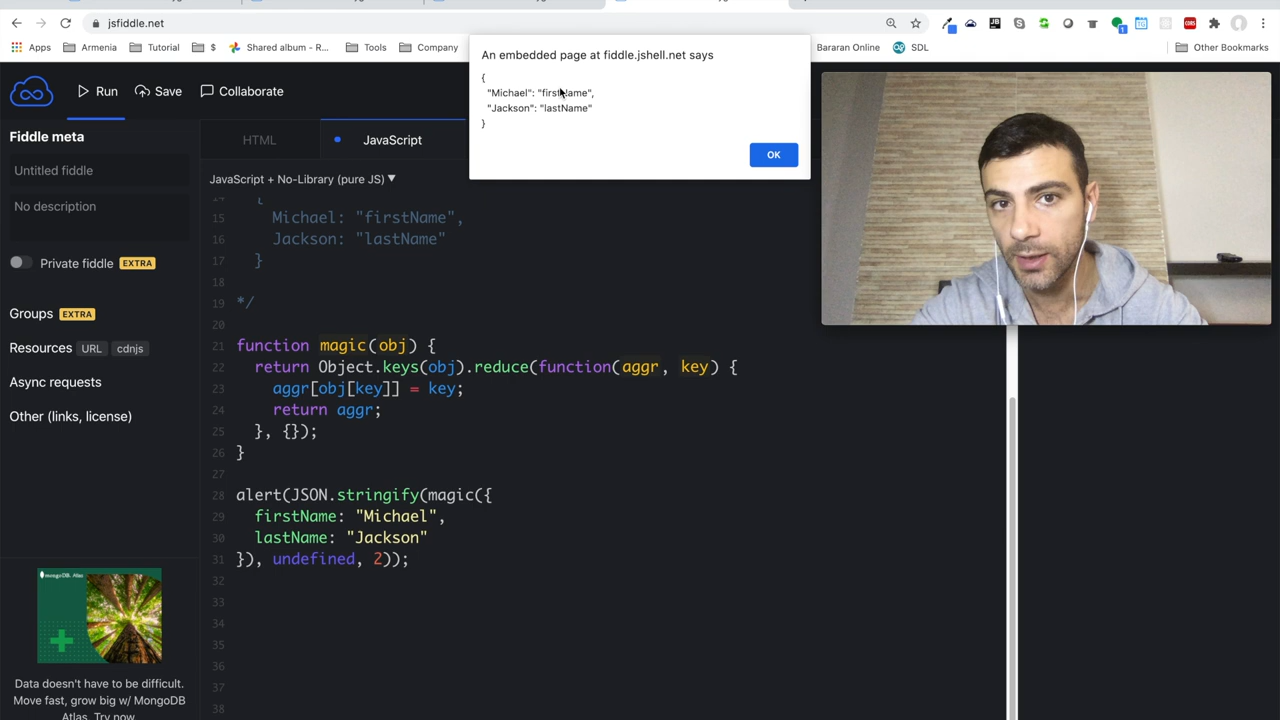 jsfiddle.net
Apps Armenia Tutorial $ Shared album - R... Tools Company Bararan Online SDL Other Bookmarks
An embedded page at fiddle.jshell.net says
{
"Michael": "firstName",
"Jackson": "lastName"
}
OK
Run Save Collaborate
Fiddle meta
Untitled fiddle
No description
Private fiddle EXTRA
Groups EXTRA
Resources URL cdnjs
Async requests
Other (links, license)
mongoDB. Atlas
Data doesn't have to be difficult.
Move fast, grow big w/ MongoDB
Atlas. Try now
HTML JavaScript
JavaScript + No-Library (pure JS) ▼
14 {
15 Michael: "firstName",
16 Jackson: "lastName"
17 }
18
19 */
20
21 function magic(obj) {
22 return Object.keys(obj).reduce(function(aggr, key) {
23 aggr[obj[key]] = key;
24 return aggr;
25 }, {});
26 }
27
28 alert(JSON.stringify(magic({
29 firstName: "Michael",
30 lastName: "Jackson"
31 }), undefined, 2));
32
33
34
35
36
37
38